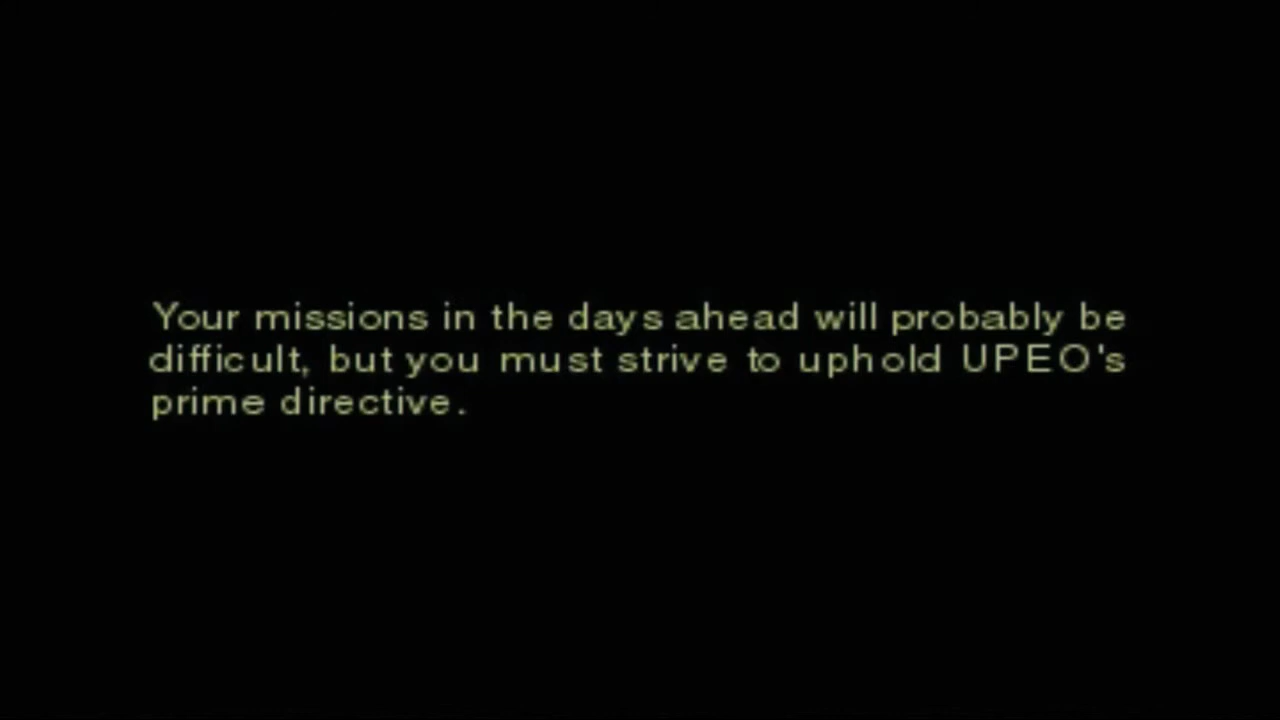 Your missions in the days ahead will probably be
difficult, but you must strive to uphold UPEO's
prime directive.